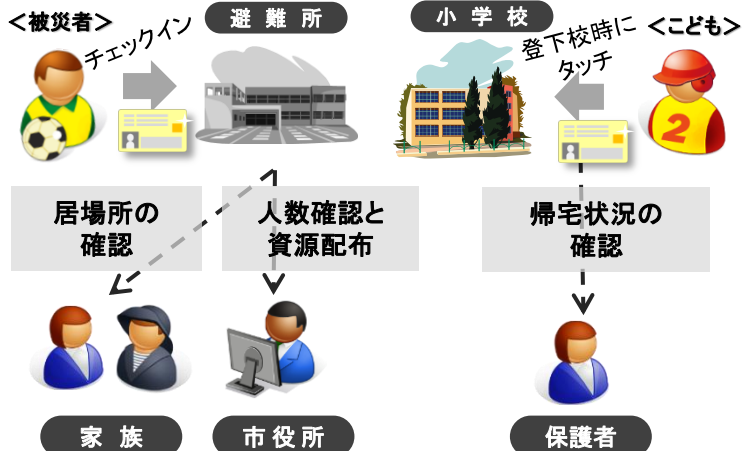 ＜被災者＞
チェックイン
避難所
小学校
登下校時に
タッチ
＜こども＞
2
居場所の
確認
人数確認と
資源配布
帰宅状況の
確認
家族
市役所
保護者